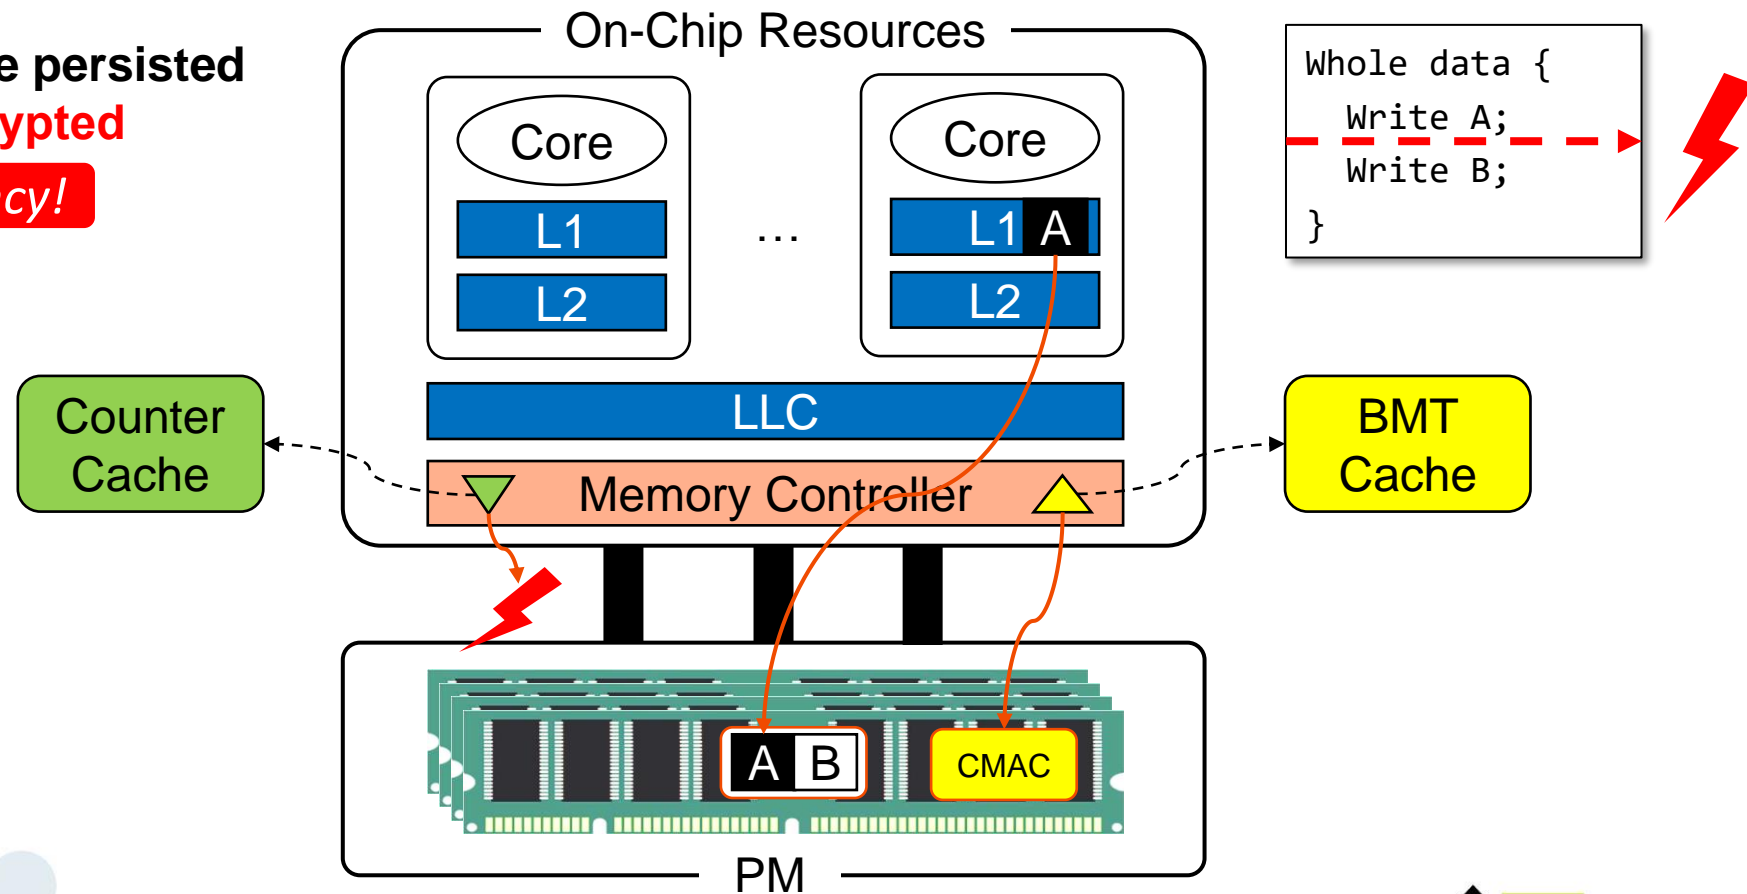 On-Chip Resources
e persisted
ypted
cy!
Core
L1
L2
...
Core
L1 A
L2
Whole data {
Write A;
Write B;
}
Counter
Cache
LLC
Memory Controller
BMT
Cache
A B
CMAC
PM